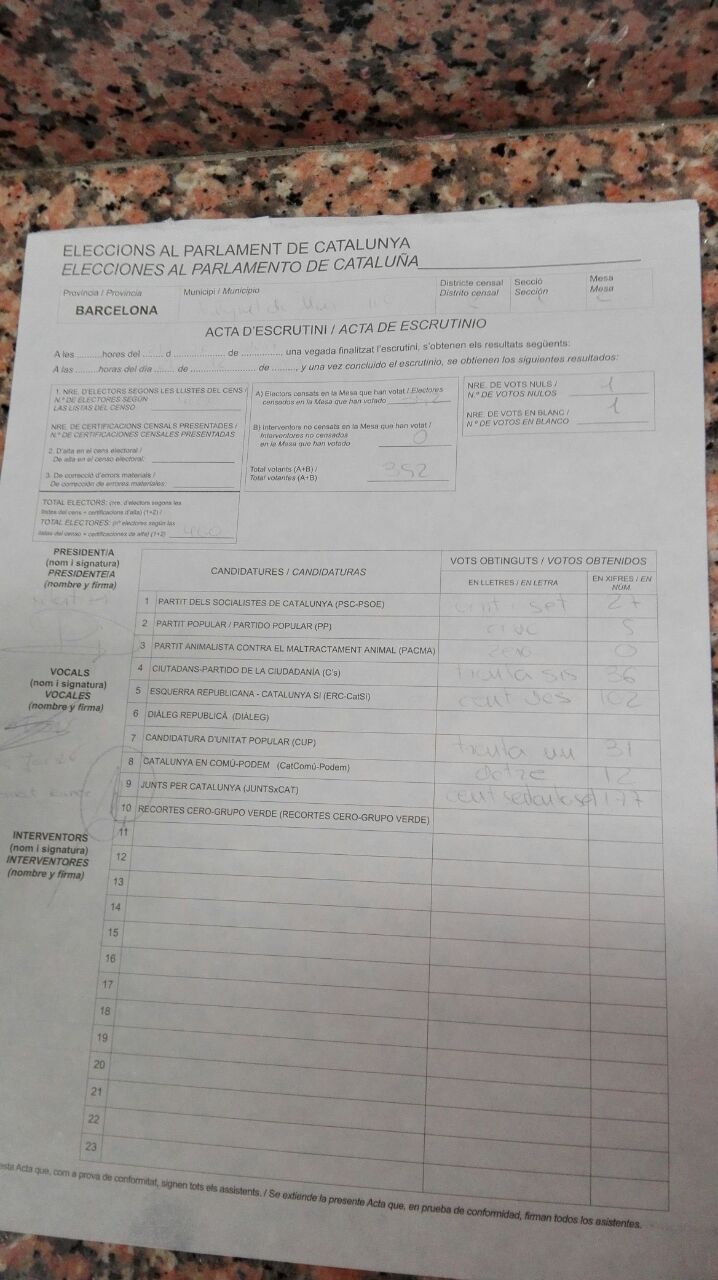 ELECCIONS AL PARLAMENT DE CATALUNYA
ELECCIONES AL PARLAMENTO DE CATALUÑA
Província / Provincia
BARCELONA
Municipi / Municipio
Districte censal
Distrito censal
Secció
Sección
Mesa
Mesa
ACTA D'ESCRUTINI / ACTA DE ESCRUTINIO
A les ........hores del ...... d ................ de ............., una vegada finalitzat l'escrutini, s'obtenen els resultats següents:
A las ........ horas del día ...... de ................ de ........, y una vez concluido el escrutinio, se obtienen los siguientes resultados:
1. NRE. D'ELECTORS SEGONS LES LLISTES DEL CENS /
N.º DE ELECTORES SEGÚN
LAS LISTAS DEL CENSO
NRE. DE CERTIFICACIONS CENSALS PRESENTADES /
N.º DE CERTIFICACIONES CENSALES PRESENTADAS
2. D'alta en el cens electoral /
De alta en el censo electoral:
3. De correcció d'errors materials /
De corrección de errores materiales:
TOTAL ELECTORS: (nre. d'electors segons les
llistes del cens + certificacions d'alta) (1+2) /
TOTAL ELECTORES: (nº electores según las
listas del censo + certificaciones de alta) (1+2)
A) Electors censats en la Mesa que han votat / Electores
censados en la Mesa que han votado
B) Interventors no censats en la Mesa que han votat /
Interventores no censados
en la Mesa que han votado 0
Total votants (A+B) /
Total votantes (A+B) 392
NRE. DE VOTS NULS / 1
N.º DE VOTOS NULOS
NRE. DE VOTS EN BLANC / 1
N.º DE VOTOS EN BLANCO
PRESIDENT/A
(nom i signatura)
PRESIDENTE/A
(nombre y firma)
VOCALS
(nom i signatura)
VOCALES
(nombre y firma)
INTERVENTORS
(nom i signatura)
INTERVENTORES
(nombre y firma)
CANDIDATURES / CANDIDATURAS
VOTS OBTINGUTS / VOTOS OBTENIDOS
EN LLETRES / EN LETRA
EN XIFRES / EN NÚM.
1 PARTIT DELS SOCIALISTES DE CATALUNYA (PSC-PSOE) set 27
2 PARTIT POPULAR / PARTIDO POPULAR (PP) cinc 5
3 PARTIT ANIMALISTA CONTRA EL MALTRACTAMENT ANIMAL (PACMA) zero 0
4 CIUTADANS-PARTIDO DE LA CIUDADANÍA (C's) trenta sis 36
5 ESQUERRA REPUBLICANA - CATALUNYA SÍ (ERC-CatSí) cent dos 102
6 DIÀLEG REPUBLICÀ (DIÀLEG)
7 CANDIDATURA D'UNITAT POPULAR (CUP) trenta un 31
8 CATALUNYA EN COMÚ-PODEM (CatComú-Podem) dotze 12
9 JUNTS PER CATALUNYA (JUNTSxCAT) cent 177
10 RECORTES CERO-GRUPO VERDE (RECORTES CERO-GRUPO VERDE)
11
12
13
14
15
16
17
18
19
20
21
22
23
esta Acta que, com a prova de conformitat, signen tots els assistents. / Se extiende la presente Acta que, en prueba de conformidad, firman todos los asistentes.